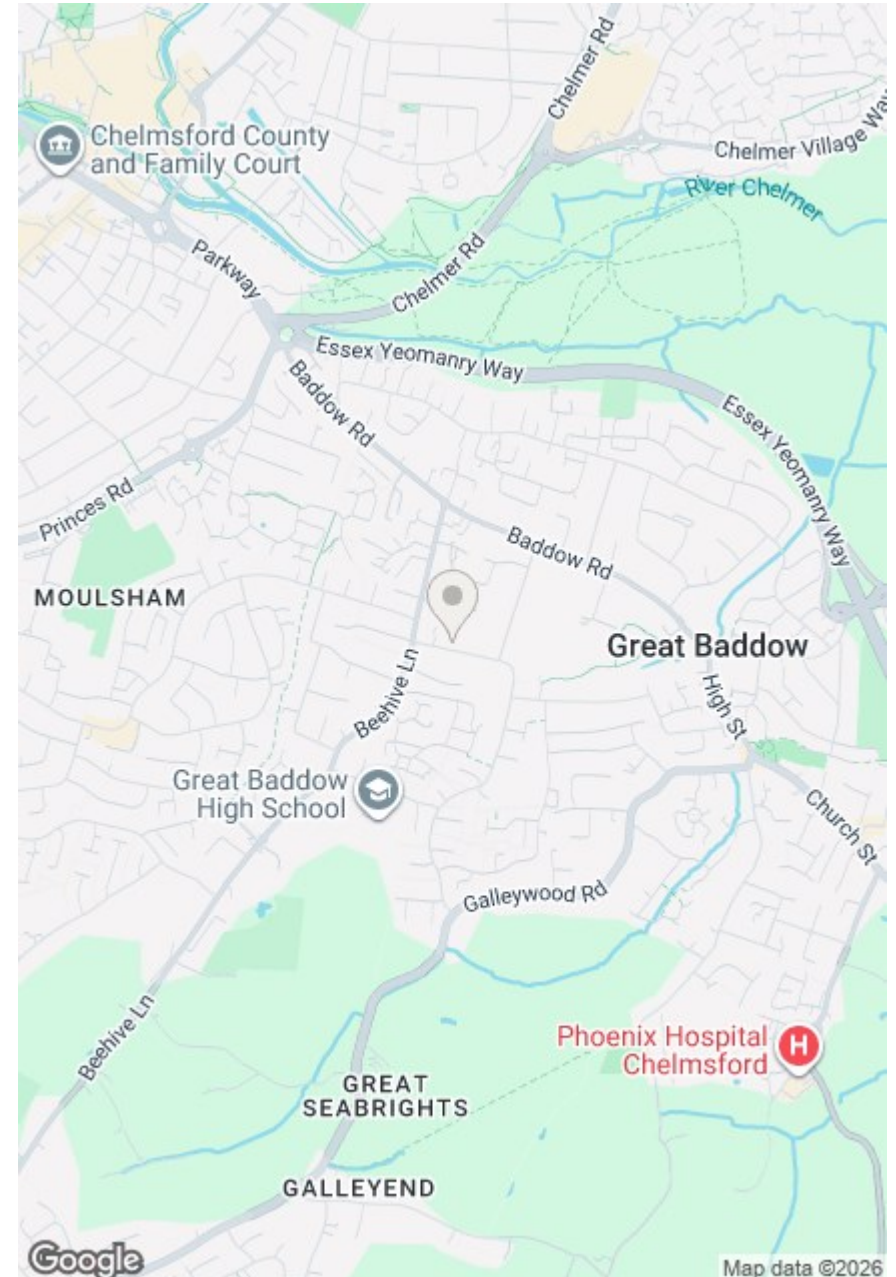 Chelmer Rd
Chelmsford County
and Family Court
Chelmer Village Way
River Chelmer
Parkway
Chelmer Rd
Essex Yeomanry Way
Baddow Rd
Essex Yeomanry Way
Princes Rd
Baddow Rd
MOULSHAM
Great Baddow
Beehive Ln
High St
Great Baddow
High School
Church St
Galleywood Rd
Beehive Ln
Phoenix Hospital
Chelmsford
H
GREAT
SEABRIGHTS
GALLEYEND
Google
Map data ©2026